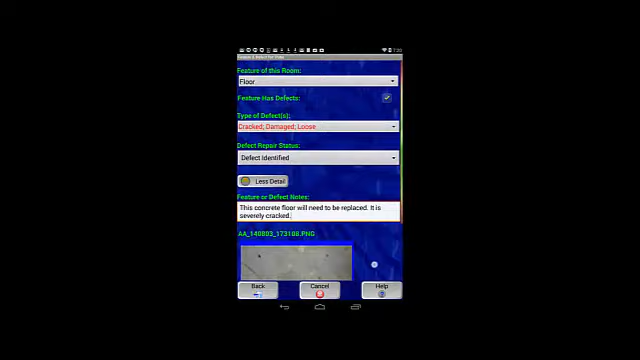 7:20
Feature of this Room:
Floor
Feature Has Defects:
Type of Defect(s):
Cracked; Damaged; Loose
Defect Repair Status:
Defect Identified
Less Detail
Feature or Defect Notes:
This concrete floor will need to be replaced. It is
severely cracked.
AA_140803_173108.PNG
Back
Cancel
Help